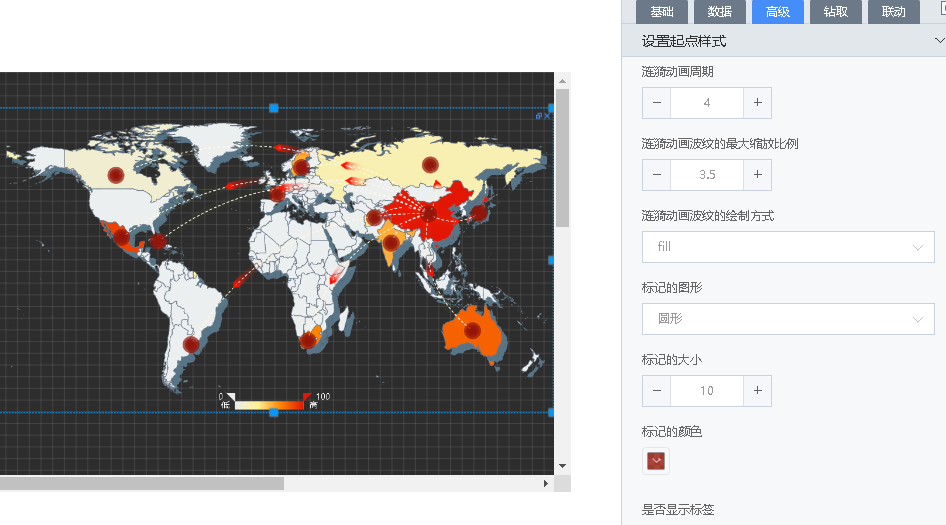 基础 数据 高级 钻取 联动
设置起点样式
涟漪动画周期
− 4 +
涟漪动画波纹的最大缩放比例
− 3.5 +
涟漪动画波纹的绘制方式
fill
标记的图形
圆形
标记的大小
− 10 +
标记的颜色
是否显示标签
0 100
低 高